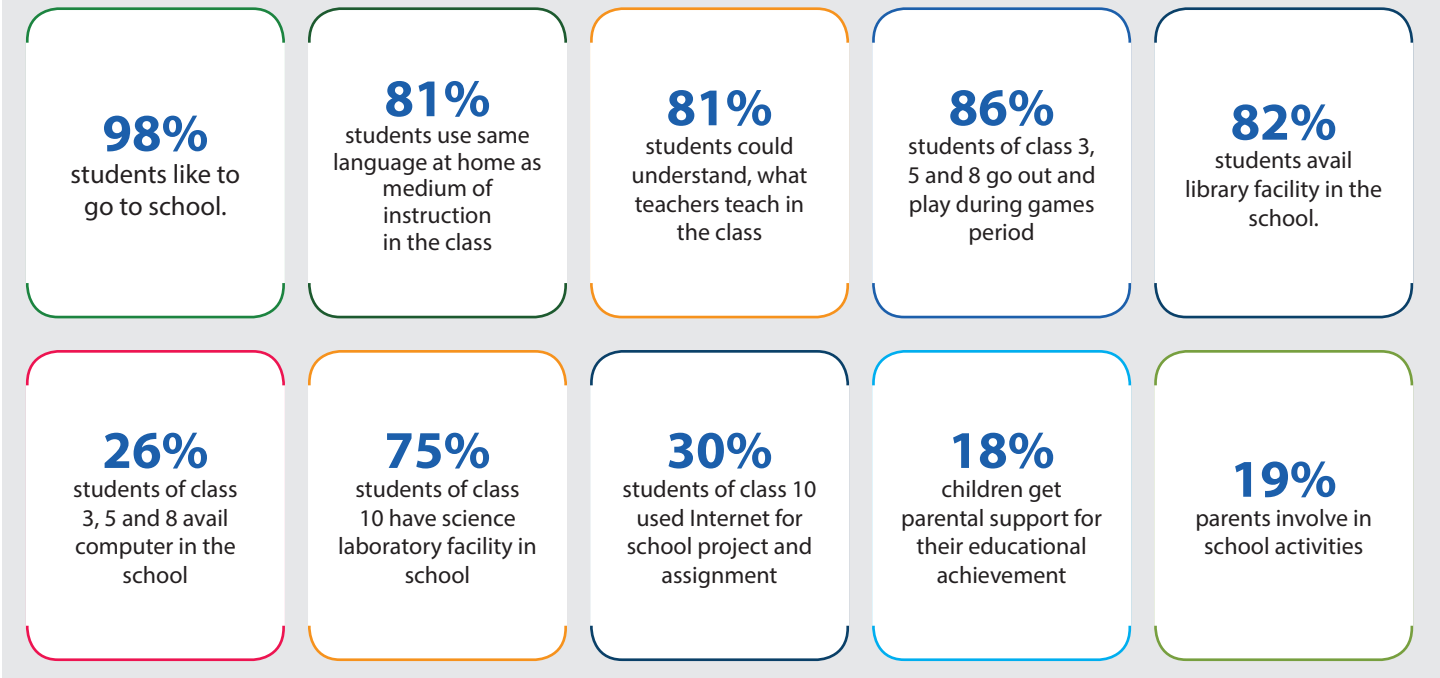 98%
students like to
go to school.
81%
students use same
language at home as
medium of
instruction
in the class
81%
students could
understand, what
teachers teach in
the class
86%
students of class 3,
5 and 8 go out and
play during games
period
82%
students avail
library facility in the
school.
26%
students of class
3, 5 and 8 avail
computer in the
school
75%
students of class
10 have science
laboratory facility in
school
30%
students of class 10
used Internet for
school project and
assignment
18%
children get
parental support for
their educational
achievement
19%
parents involve in
school activities